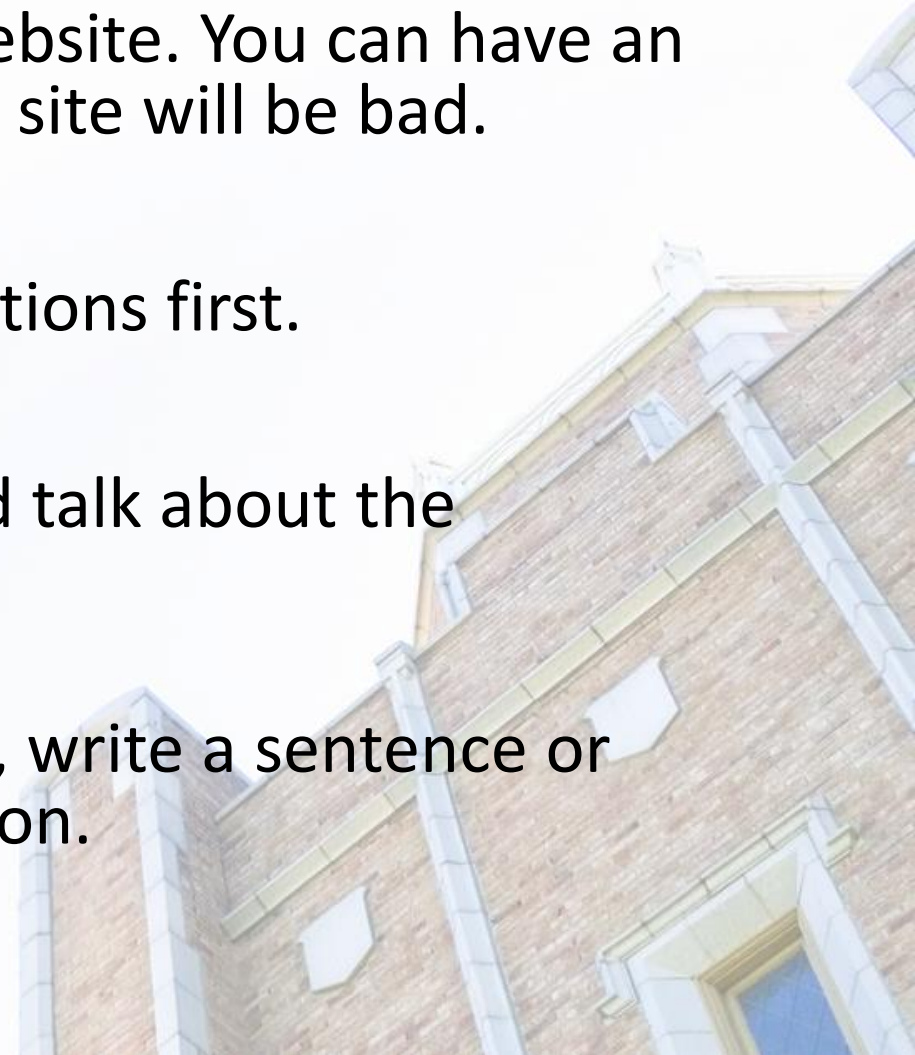 ebsite. You can have an
site will be bad.
tions first.
talk about the
, write a sentence or
on.